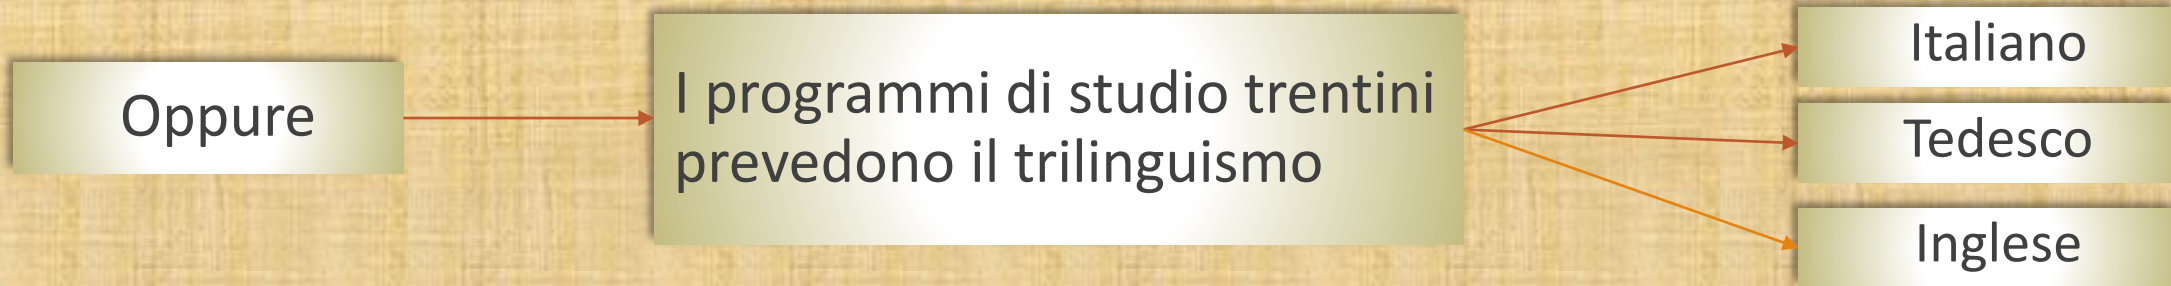 Oppure
I programmi di studio trentini
prevedono il trilinguismo
Italiano
Tedesco
Inglese